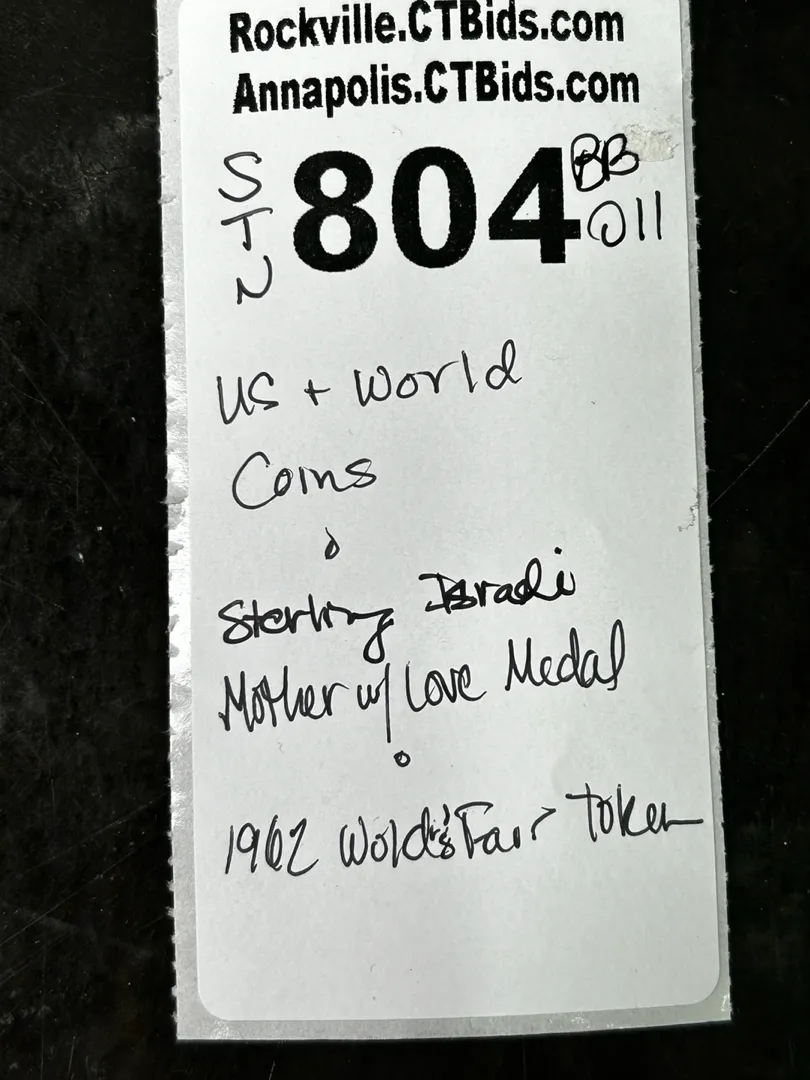 Rockville.CTBids.com
Annapolis.CTBids.com
STN 804 BB
011
US + World
Coins
Sterling Israeli
Mother w/ Love Medal
1962 Wold's Fair Token